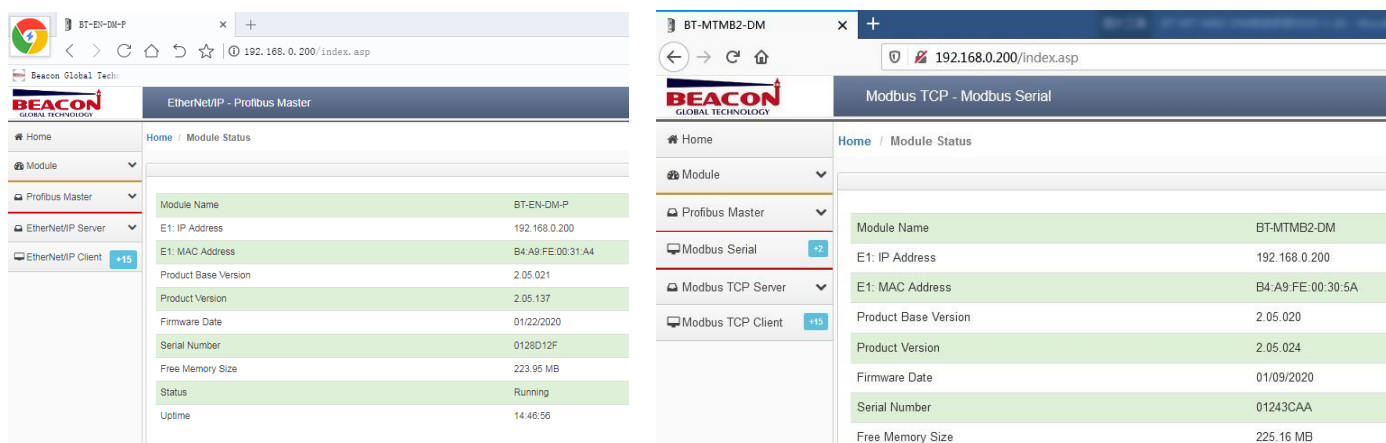 BT-EN-DM-P
192.168.0.200/index.asp
Beacon Global Techn
BEACON
GLOBAL TECHNOLOGY
EtherNet/IP - Profibus Master
Home
Home / Module Status
Module
Profibus Master
EtherNet/IP Server
EtherNet/IP Client +15
Module Name BT-EN-DM-P
E1: IP Address 192.168.0.200
E1: MAC Address B4:A9:FE:00:31:A4
Product Base Version 2.05.021
Product Version 2.05.137
Firmware Date 01/22/2020
Serial Number 0128D12F
Free Memory Size 223.95 MB
Status Running
Uptime 14:46:56
BT-MTMB2-DM
192.168.0.200/index.asp
BEACON
GLOBAL TECHNOLOGY
Modbus TCP - Modbus Serial
Home
Home / Module Status
Module
Profibus Master
Modbus Serial +2
Modbus TCP Server
Modbus TCP Client +15
Module Name BT-MTMB2-DM
E1: IP Address 192.168.0.200
E1: MAC Address B4:A9:FE:00:30:5A
Product Base Version 2.05.020
Product Version 2.05.024
Firmware Date 01/09/2020
Serial Number 01243CAA
Free Memory Size 225.16 MB